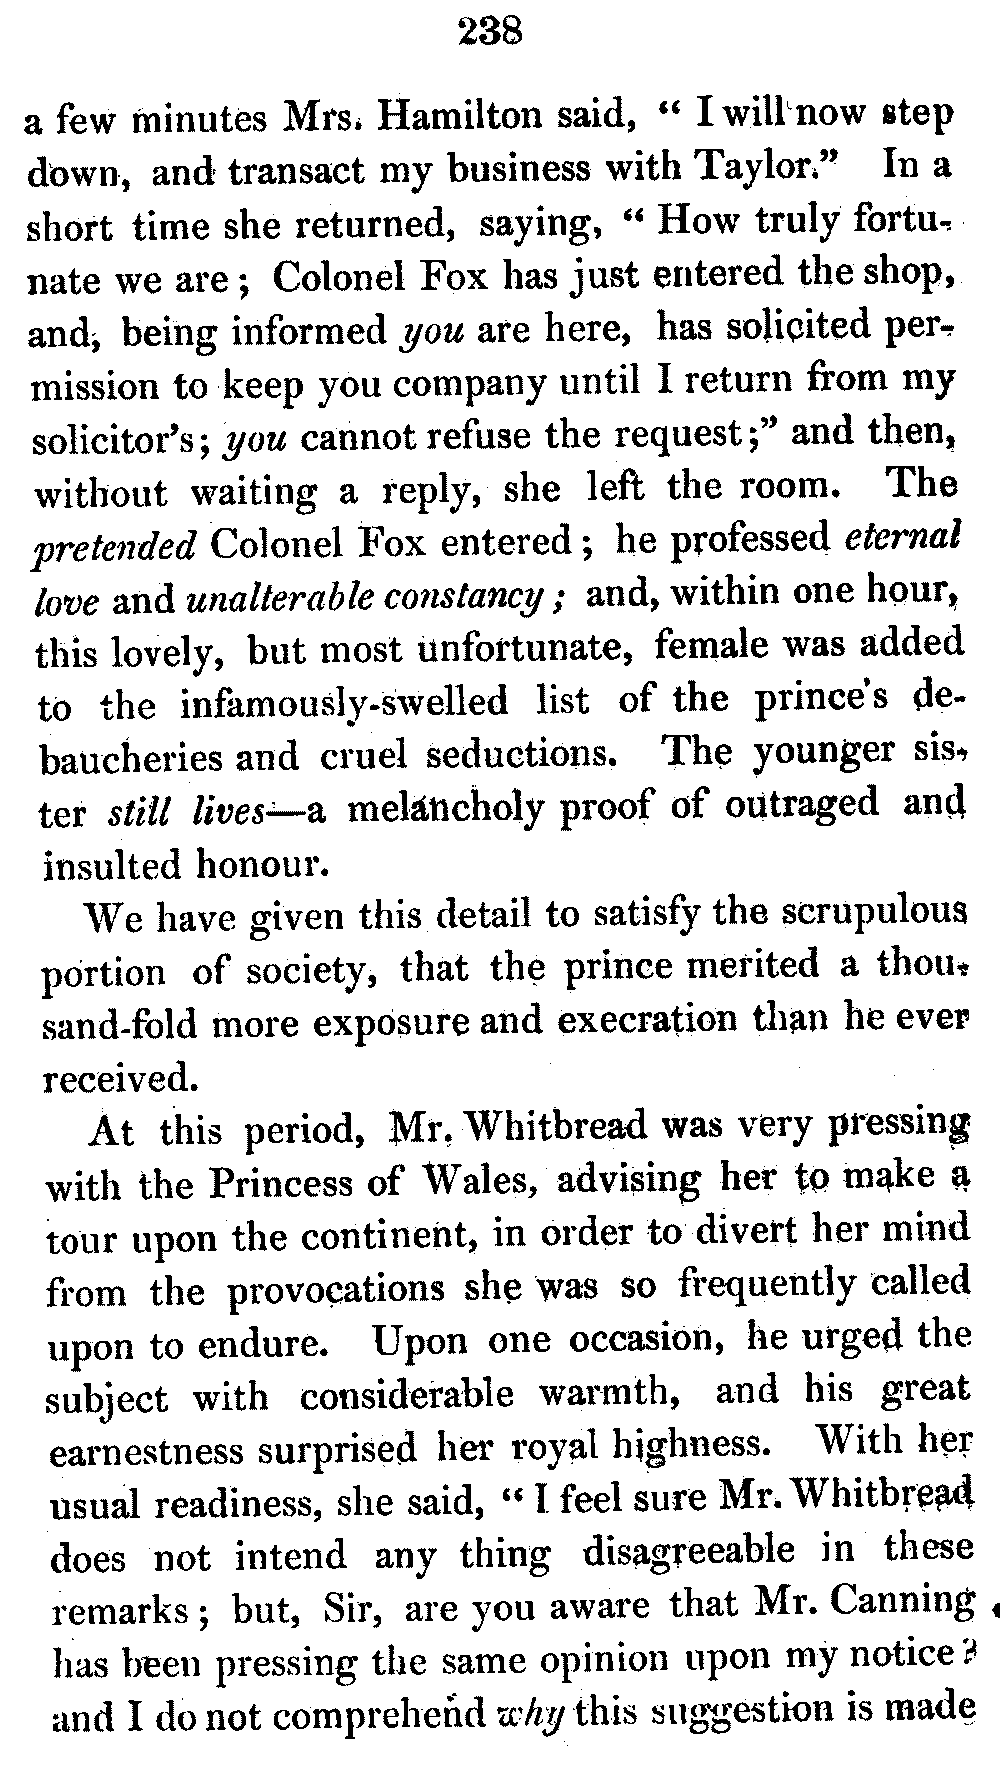 238
a few minutes Mrs. Hamilton said, “ I will now step
down, and transact my business with Taylor.” In a
short time she returned, saying, “ How truly fortu-
nate we are ; Colonel Fox has just entered the shop,
and, being informed you are here, has solicited per-
mission to keep you company until I return from my
solicitor’s ; you cannot refuse the request ;” and then,
without waiting a reply, she left the room. The
pretended Colonel Fox entered ; he professed eternal
love and unalterable constancy ; and, within one hour,
this lovely, but most unfortunate, female was added
to the infamously-swelled list of the prince’s de-
baucheries and cruel seductions. The younger sis-
ter still lives—a melancholy proof of outraged and
insulted honour.
We have given this detail to satisfy the scrupulous
portion of society, that the prince merited a thou-
sand-fold more exposure and execration than he ever
received.
At this period, Mr. Whitbread was very pressing
with the Princess of Wales, advising her to make a
tour upon the continent, in order to divert her mind
from the provocations she was so frequently called
upon to endure. Upon one occasion, he urged the
subject with considerable warmth, and his great
earnestness surprised her royal highness. With her
usual readiness, she said, “ I feel sure Mr. Whitbread
does not intend any thing disagreeable in these
remarks ; but, Sir, are you aware that Mr. Canning
has been pressing the same opinion upon my notice ?
and I do not comprehend why this suggestion is made